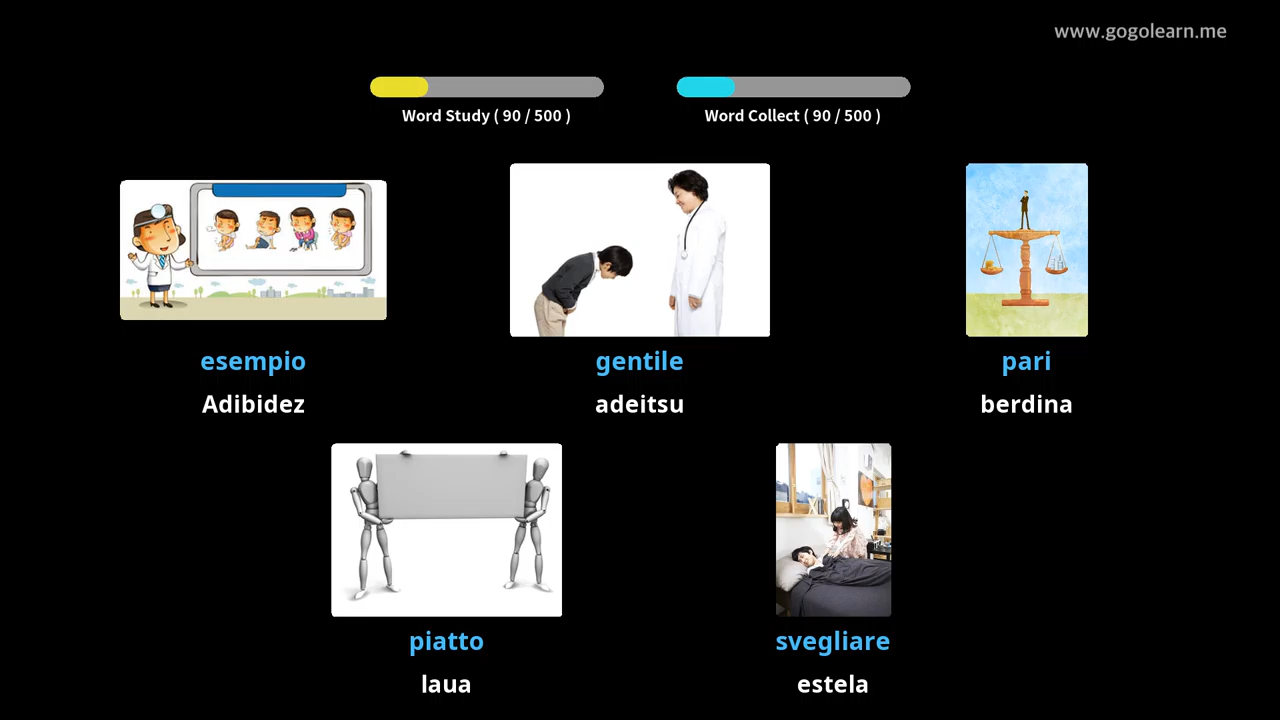 www.gogolearn.me
Word Study ( 90 / 500 )
Word Collect ( 90 / 500 )
esempio
Adibidez
gentile
adeitsu
pari
berdina
piatto
laua
svegliare
estela